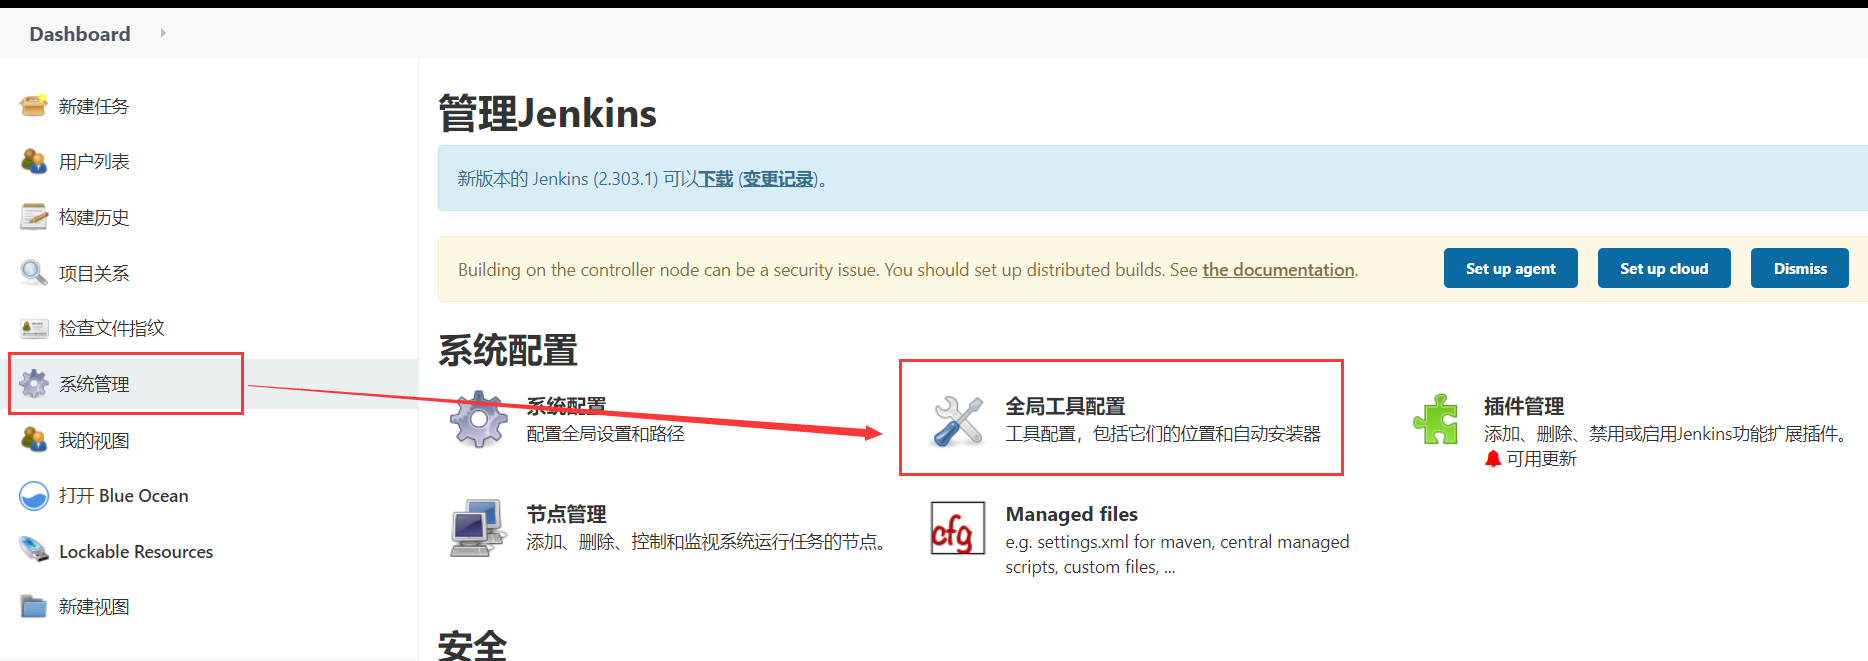 Dashboard
新建任务
用户列表
构建历史
项目关系
检查文件指纹
系统管理
我的视图
打开 Blue Ocean
Lockable Resources
新建视图
管理Jenkins
新版本的 Jenkins (2.303.1) 可以下载 (变更记录)。
Building on the controller node can be a security issue. You should set up distributed builds. See the documentation.
Set up agent
Set up cloud
Dismiss
系统配置
系统配置
配置全局设置和路径
全局工具配置
工具配置，包括它们的位置和自动安装器
插件管理
添加、删除、禁用或启用Jenkins功能扩展插件。
可用更新
节点管理
添加、删除、控制和监视系统运行任务的节点。
cfg
Managed files
e.g. settings.xml for maven, central managed
scripts, custom files, ...
安全